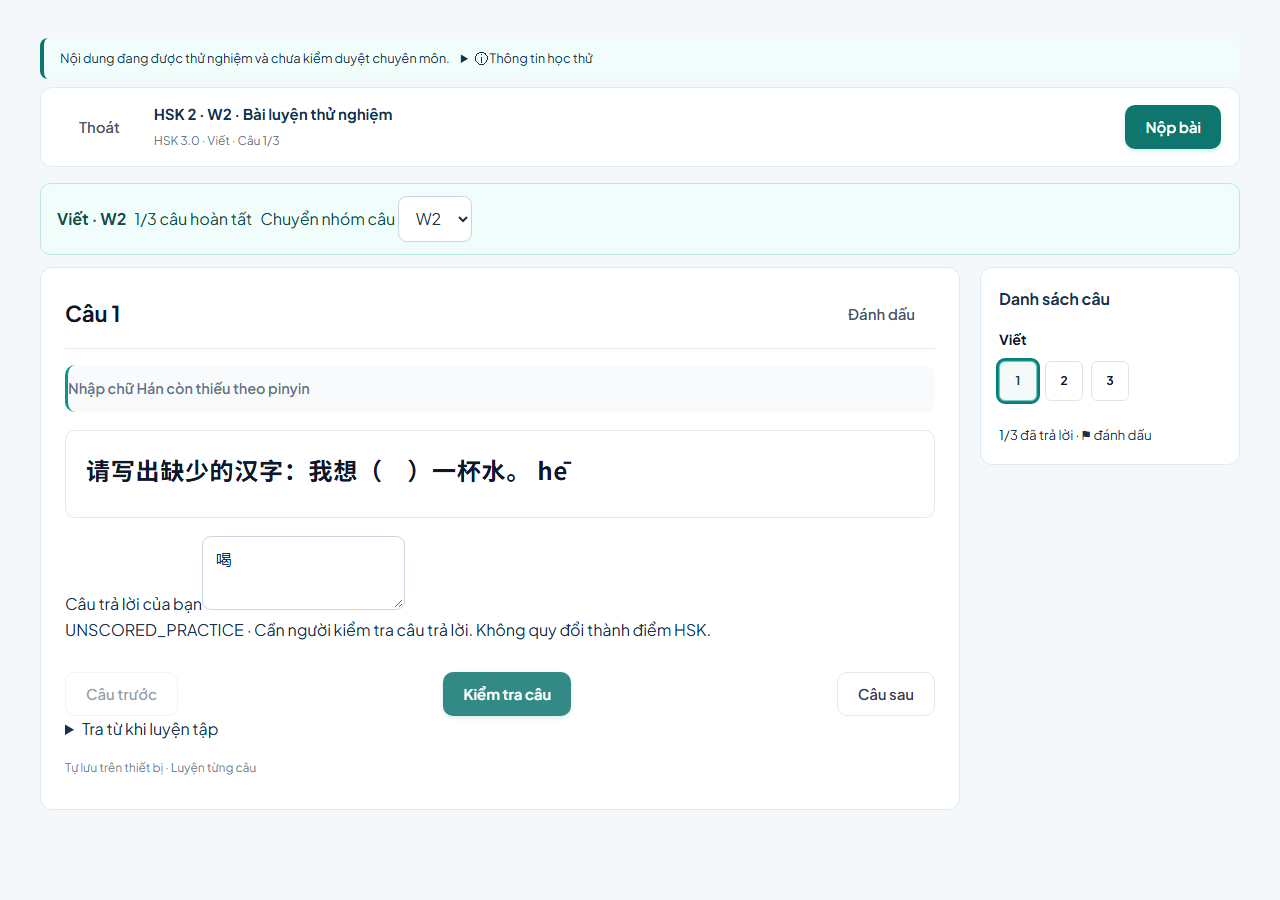 Nội dung đang được thử nghiệm và chưa kiểm duyệt chuyên môn. ▶ ⓘ Thông tin học thử
Thoát
HSK 2 · W2 · Bài luyện thử nghiệm
HSK 3.0 · Viết · Câu 1/3
Nộp bài
Viết · W2 1/3 câu hoàn tất Chuyển nhóm câu W2
Câu 1
Đánh dấu
Nhập chữ Hán còn thiếu theo pinyin
请写出缺少的汉字：我想（　）一杯水。 hē
喝
Câu trả lời của bạn
UNSCORED_PRACTICE · Cần người kiểm tra câu trả lời. Không quy đổi thành điểm HSK.
Câu trước
Kiểm tra câu
Câu sau
▶ Tra từ khi luyện tập
Tự lưu trên thiết bị · Luyện từng câu
Danh sách câu
Viết
1 2 3
1/3 đã trả lời · ⚑ đánh dấu